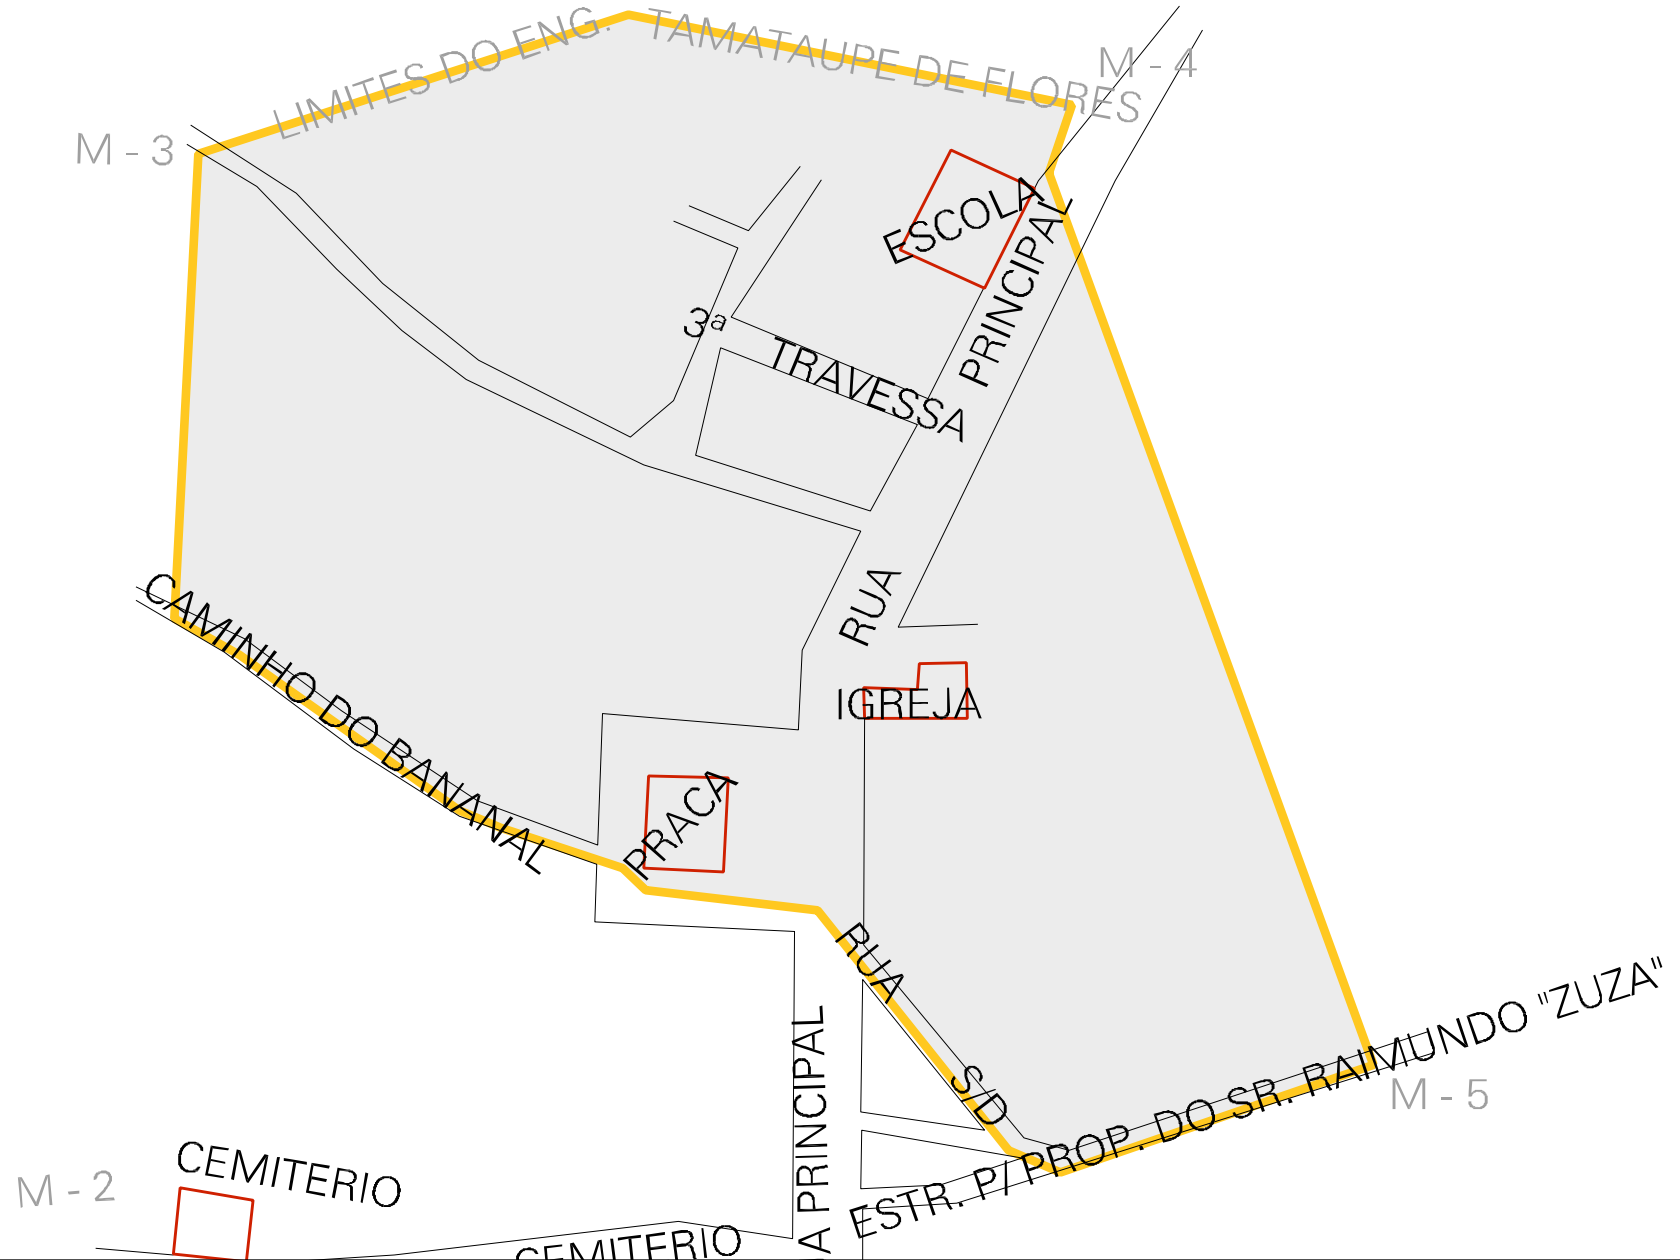 LIMITES DO ENG. TAMATAUPE DE FLORES
M - 4
M - 3
ESCOLA
PRINCIPAL
3ª TRAVESSA
RUA
CAMINHO DO BANANAL
IGREJA
PRACA
RUA S/D
ESTR. P/ PROP. DO SR. RAIMUNDO "ZUZA"
M - 5
A PRINCIPAL
CEMITERIO
M - 2
CEMITERIO